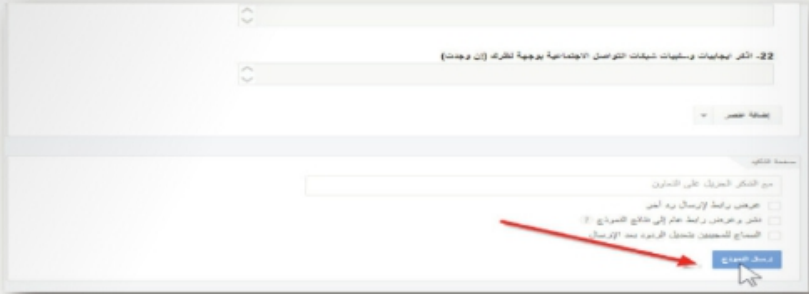 22- اذكر ايجابيات وسلبيات شبكات التواصل الاجتماعية بوجهة نظرك (إن وجدت)
إضافة عنصر
صفحة التأكيد
مع الشكر الجزيل على التعاون
عرض رابط لإرسال رد آخر
نشر وعرض رابط عام إلى نتائج النموذج ?
السماح للمجيبين بتعديل الردود بعد الإرسال
إرسال النموذج